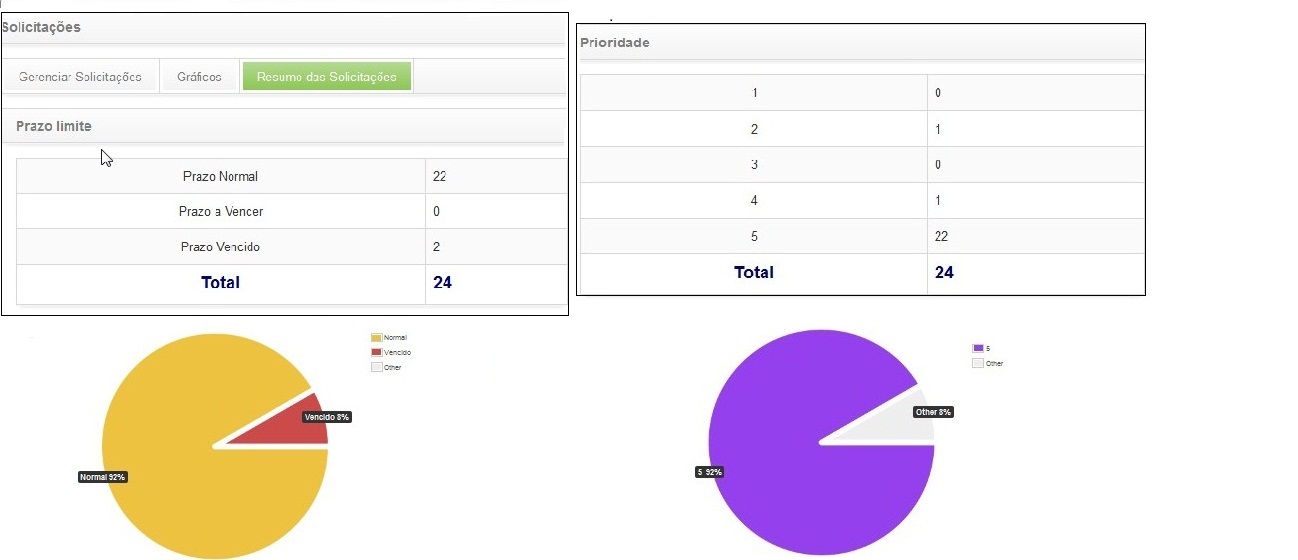 Solicitações
Gerenciar Solicitações Gráficos Resumo das Solicitações
Prazo limite
Prazo Normal 22
Prazo a Vencer 0
Prazo Vencido 2
Total 24
Prioridade
1 0
2 1
3 0
4 1
5 22
Total 24
Normal
Vencido
Other
Vencido 8%
Normal 92%
5
Other
Other 8%
5 92%